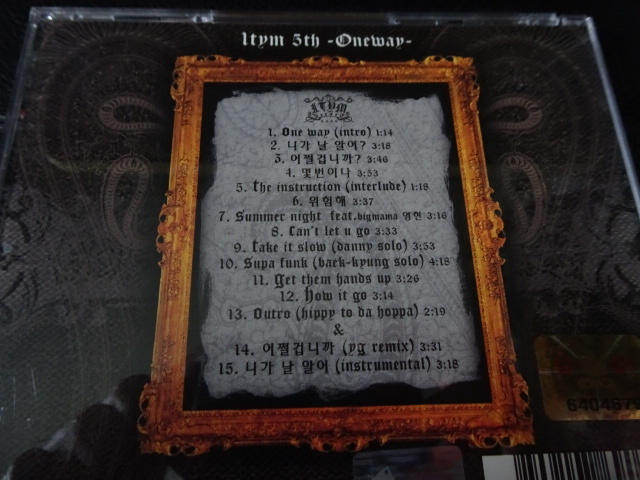 1tym 5th -Oneway-
1TYM
1. One way (intro) 1:14
2. 니가 날 알어? 3:18
3. 어쩔겁니까? 3:46
4. 몇번이나 3:53
5. the instruction (interlude) 1:18
6. 위험해 3:37
7. Summer night feat.bigmama 영현 3:16
8. Can't let u go 3:33
9. take it slow (danny solo) 3:53
10. Supa funk (baek-kyung solo) 4:18
11. Get them hands up 3:26
12. How it go 3:14
13. Outro (hippy to da hoppa) 2:19
&
14. 어쩔겁니까 (yg remix) 3:31
15. 니가 날 알어 (instrumental) 3:18